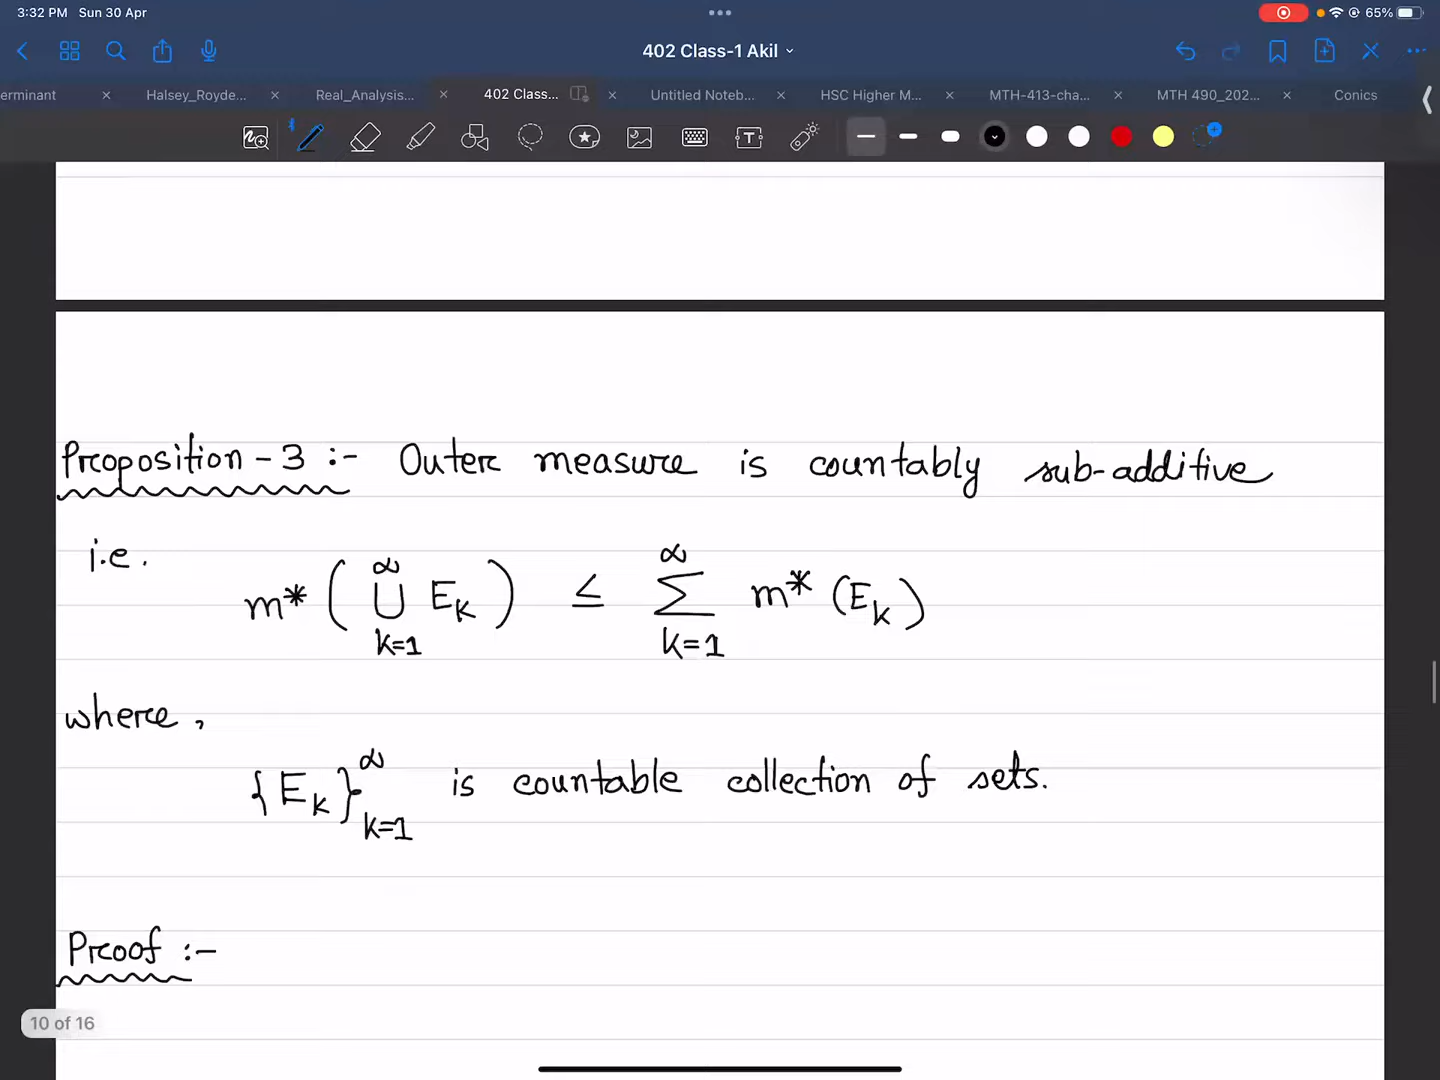 3:32 PM Sun 30 Apr 65%
402 Class-1 Akil
erminant Halsey_Royde... Real_Analysis... 402 Class... Untitled Noteb... HSC Higher M... MTH-413-cha... MTH 490_202... Conics
Proposition - 3 :- Outer measure is countably sub-additive
i.e.
m* ( ∞ ∪ k=1 E_k ) ≤ ∞ Σ k=1 m* (E_k)
where,
{E_k}^∞_k=1 is countable collection of sets.
Proof :-
10 of 16